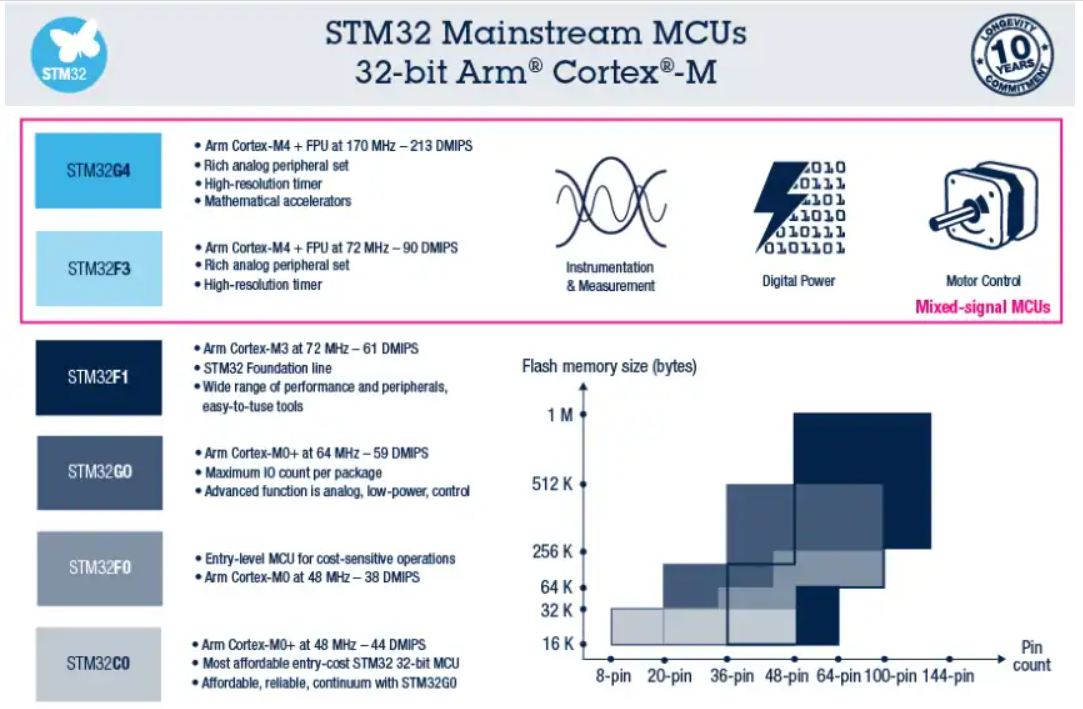 STM32 Mainstream MCUs
32-bit Arm® Cortex®-M
STM32
LONGEVITY
10
YEARS
COMMITMENT
STM32G4
• Arm Cortex-M4 + FPU at 170 MHz – 213 DMIPS
• Rich analog peripheral set
• High-resolution timer
• Mathematical accelerators
STM32F3
• Arm Cortex-M4 + FPU at 72 MHz – 90 DMIPS
• Rich analog peripheral set
• High-resolution timer
Instrumentation
& Measurement
1010
10111
1101
11010
010111
0101101
Digital Power
Motor Control
Mixed-signal MCUs
STM32F1
• Arm Cortex-M3 at 72 MHz – 61 DMIPS
• STM32 Foundation line
• Wide range of performance and peripherals,
easy-to-tuse tools
STM32G0
• Arm Cortex-M0+ at 64 MHz – 59 DMIPS
• Maximum IO count per package
• Advanced function is analog, low-power, control
STM32F0
• Entry-level MCU for cost-sensitive operations
• Arm Cortex-M0 at 48 MHz – 38 DMIPS
STM32C0
• Arm Cortex-M0+ at 48 MHz – 44 DMIPS
• Most affordable entry-cost STM32 32-bit MCU
• Affordable, reliable, continuum with STM32G0
Flash memory size (bytes)
1 M
512 K
256 K
64 K
32 K
16 K
8-pin 20-pin 36-pin 48-pin 64-pin 100-pin 144-pin
Pin
count